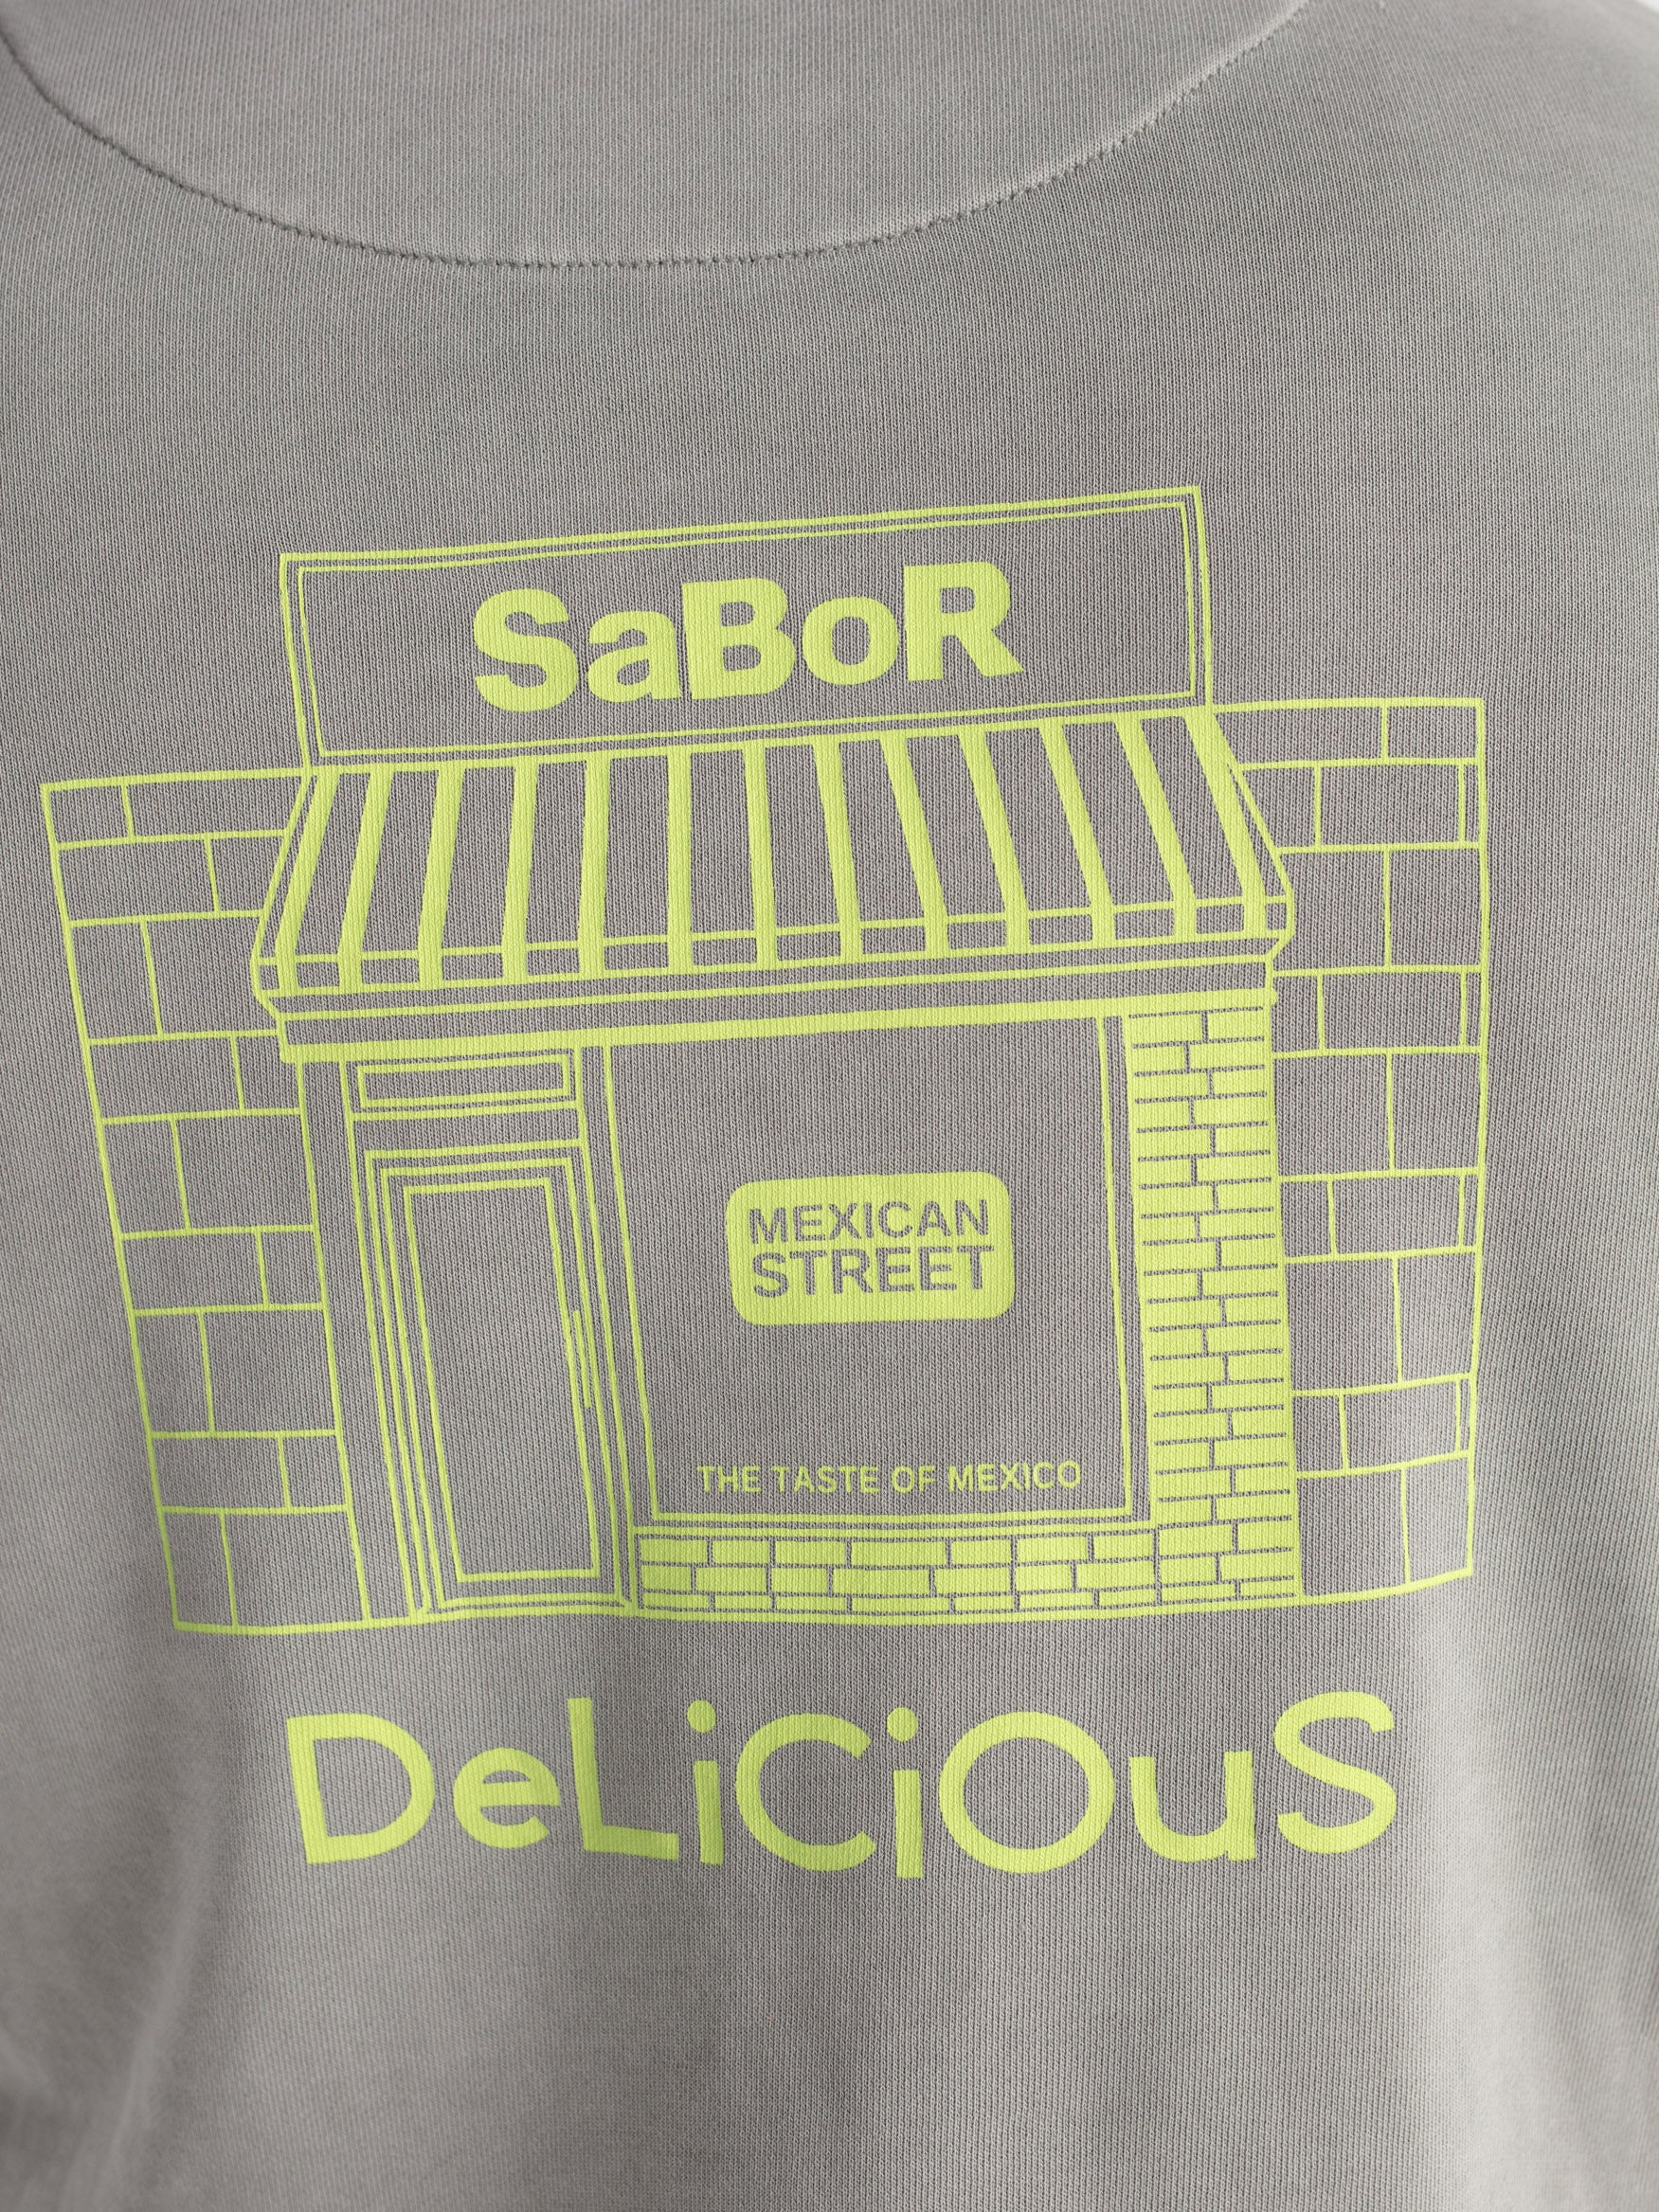 SaBoR
MEXICAN
STREET
THE TASTE OF MEXICO
DeLiCiOuS